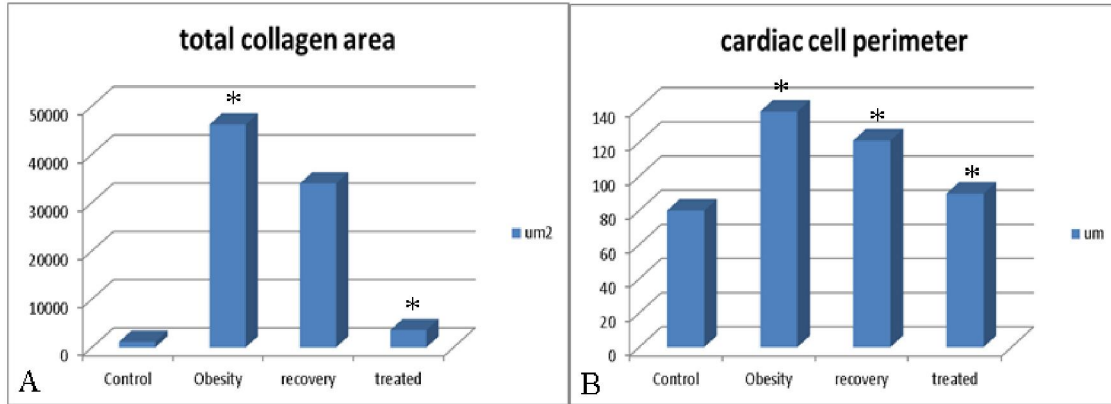 total collagen area
*
50000
40000
30000
20000
10000
0
*
um2
Control Obesity recovery treated
A
cardiac cell perimeter
*
*
*
140
120
100
80
60
40
20
0
um
Control Obesity recovery treated
B